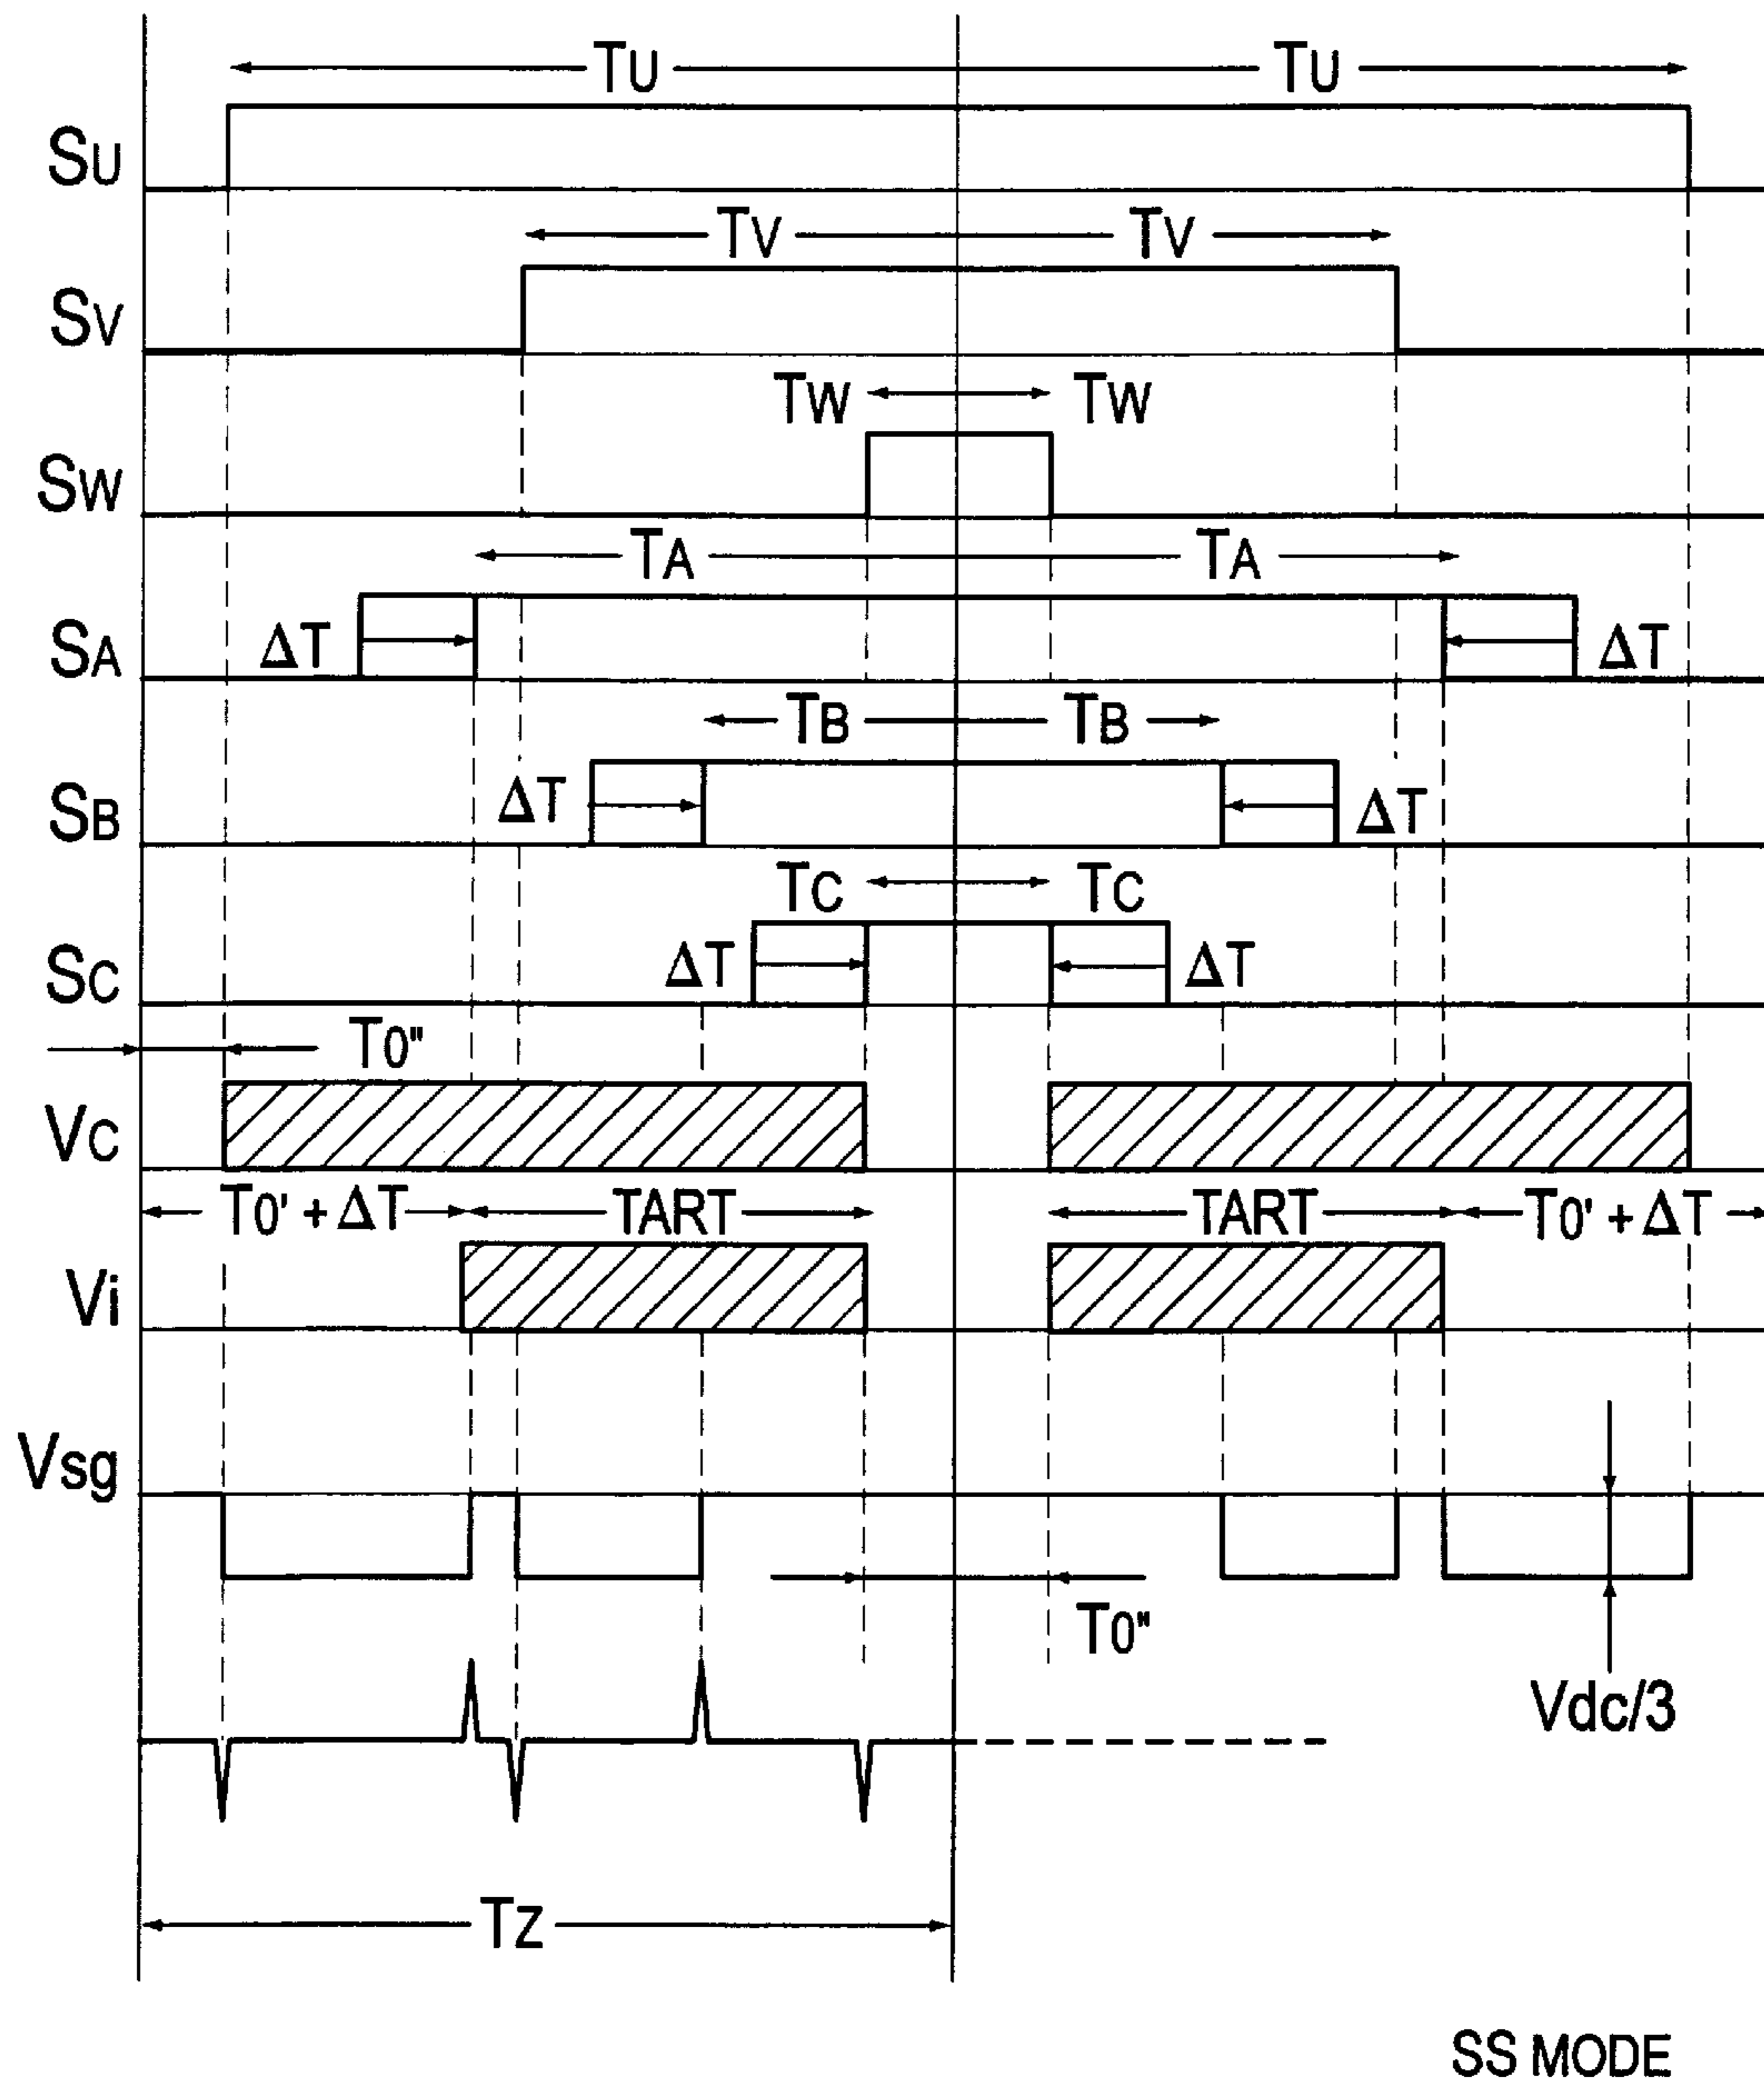 TU TU
SU
TV TV
SV
TW TW
SW
TA TA
SA ΔT ΔT
TB TB
SB ΔT ΔT
TC TC
SC ΔT ΔT
T0"
VC
T0' + ΔT TART TART T0' + ΔT
Vi
Vsg
T0"
Vdc/3
TZ
SS MODE